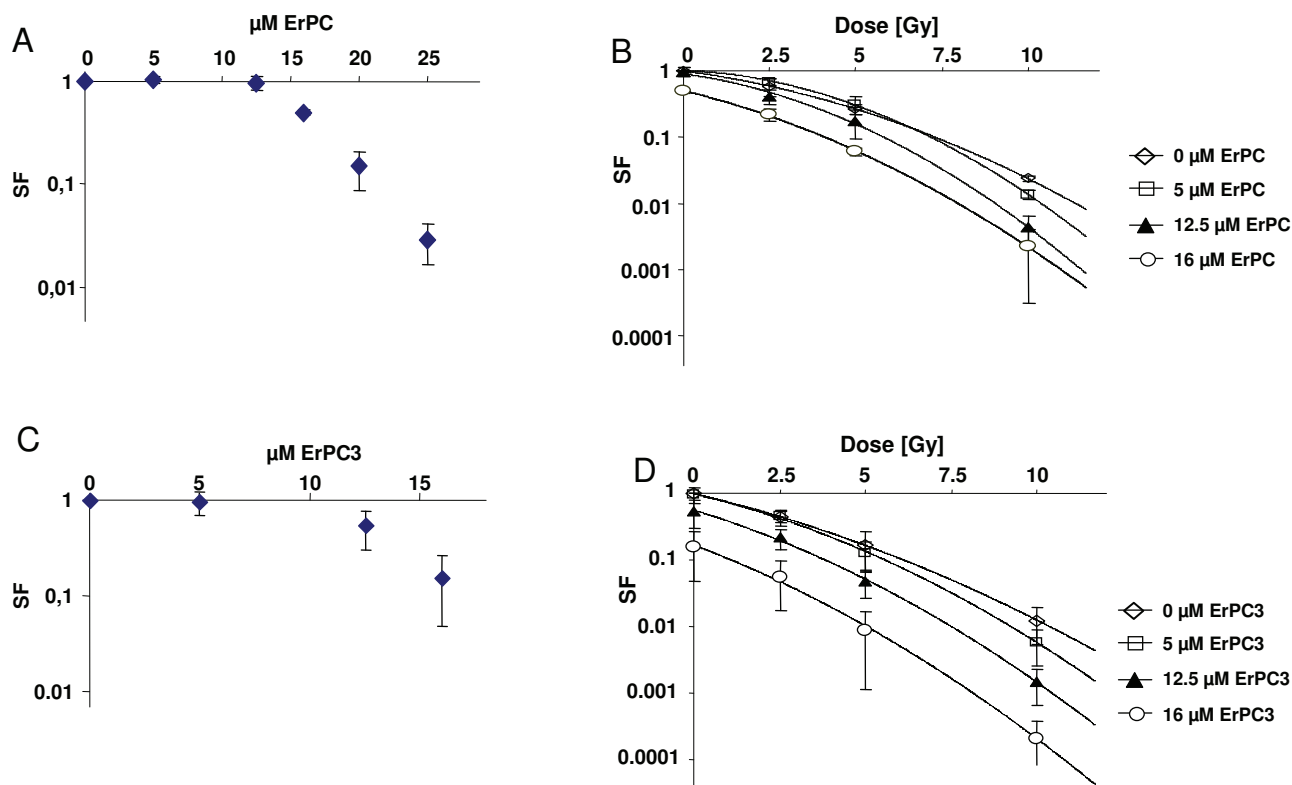 A
µM ErPC
0 5 10 15 20 25
1
0,1
0,01
SF
B
Dose [Gy]
0 2.5 5 7.5 10
1
0.1
0.01
0.001
0.0001
SF
0 µM ErPC
5 µM ErPC
12.5 µM ErPC
16 µM ErPC
C
µM ErPC3
0 5 10 15
1
0,1
0.01
SF
D
Dose [Gy]
0 2.5 5 7.5 10
1
0.1
0.01
0.001
0.0001
SF
0 µM ErPC3
5 µM ErPC3
12.5 µM ErPC3
16 µM ErPC3